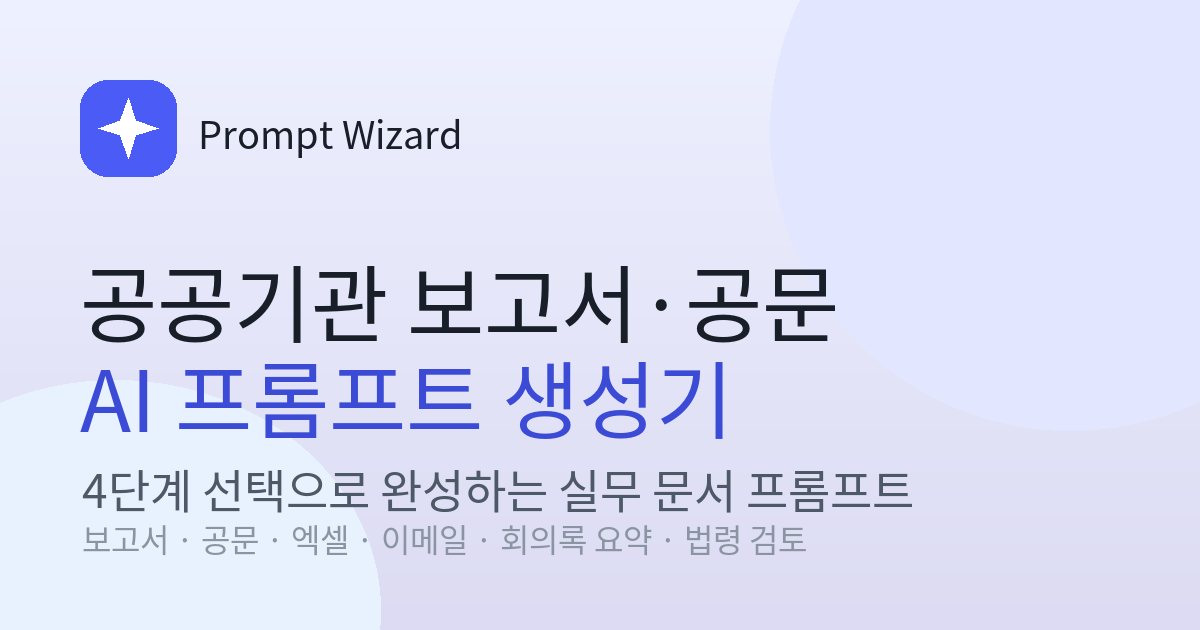 Prompt Wizard
공공기관 보고서·공문
AI 프롬프트 생성기
4단계 선택으로 완성하는 실무 문서 프롬프트
보고서 · 공문 · 엑셀 · 이메일 · 회의록 요약 · 법령 검토